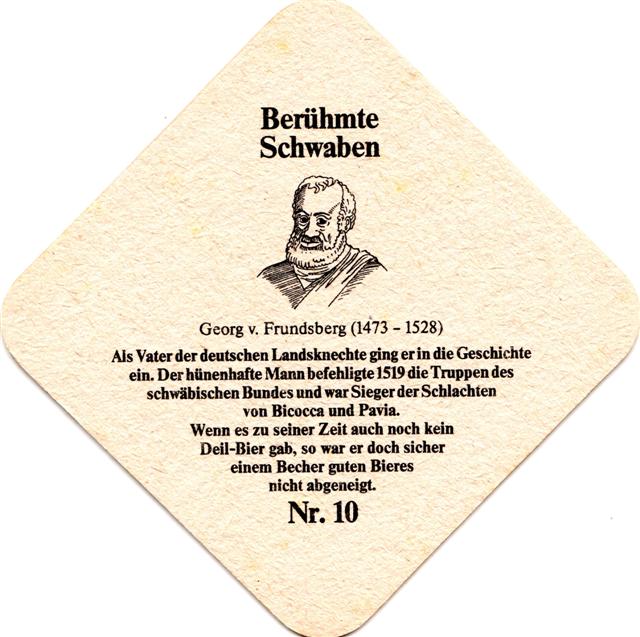 Berühmte
Schwaben
Georg v. Frundsberg (1473 - 1528)
Als Vater der deutschen Landsknechte ging er in die Geschichte
ein. Der hünenhafte Mann befehligte 1519 die Truppen des
schwäbischen Bundes und war Sieger der Schlachten
von Bicocca und Pavia.
Wenn es zu seiner Zeit auch noch kein
Deil-Bier gab, so war er doch sicher
einem Becher guten Bieres
nicht abgeneigt.
Nr. 10